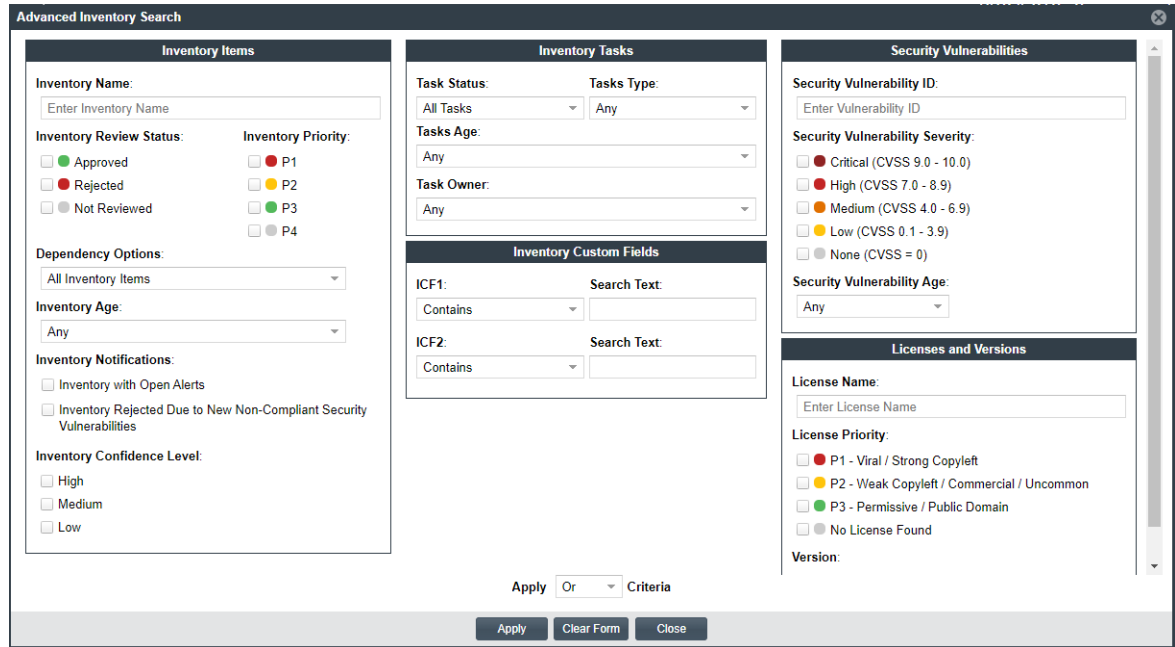 Advanced Inventory Search
Inventory Items
Inventory Name:
Enter Inventory Name
Inventory Review Status:
Inventory Priority:
Approved
P1
Rejected
P2
Not Reviewed
P3
P4
Dependency Options:
All Inventory Items
Inventory Age:
Any
Inventory Notifications:
Inventory with Open Alerts
Inventory Rejected Due to New Non-Compliant Security
Vulnerabilities
Inventory Confidence Level:
High
Medium
Low
Inventory Tasks
Task Status:
Tasks Type:
All Tasks
Any
Tasks Age:
Any
Task Owner:
Any
Inventory Custom Fields
ICF1:
Search Text:
Contains
ICF2:
Search Text:
Contains
Security Vulnerabilities
Security Vulnerability ID:
Enter Vulnerability ID
Security Vulnerability Severity:
Critical (CVSS 9.0 - 10.0)
High (CVSS 7.0 - 8.9)
Medium (CVSS 4.0 - 6.9)
Low (CVSS 0.1 - 3.9)
None (CVSS = 0)
Security Vulnerability Age:
Any
Licenses and Versions
License Name:
Enter License Name
License Priority:
P1 - Viral / Strong Copyleft
P2 - Weak Copyleft / Commercial / Uncommon
P3 - Permissive / Public Domain
No License Found
Version:
Apply Or Criteria
Apply
Clear Form
Close